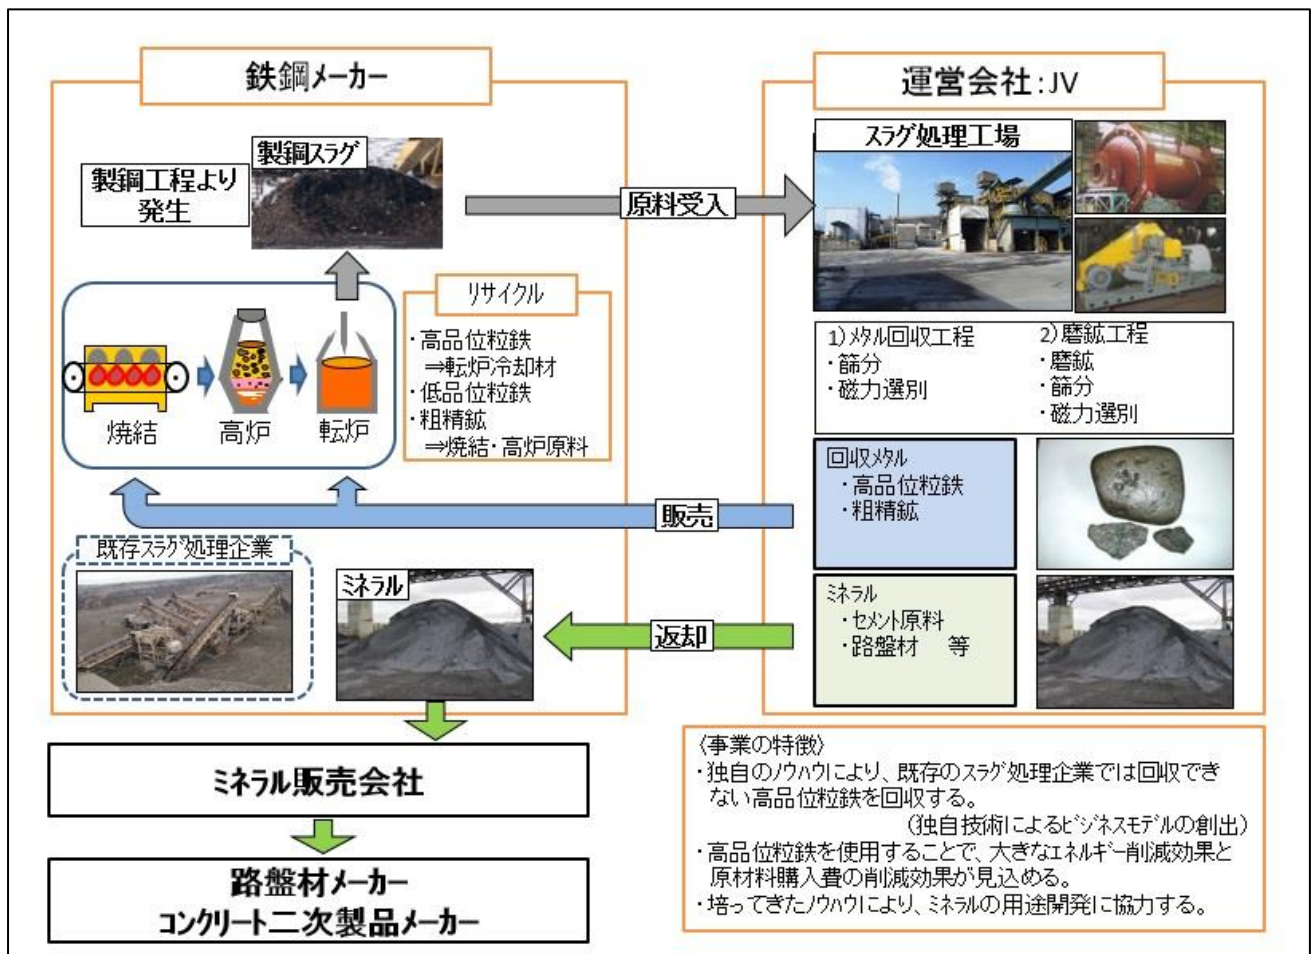 鉄鋼メーカー
製鋼スラグ
製鋼工程より
発生
リサイクル
・高品位粒鉄
⇒転炉冷却材
・低品位粒鉄
・粗精鉱
⇒焼結・高炉原料
焼結
高炉
転炉
既存スラグ処理企業
ミネラル
原料受入
販売
返却
運営会社:JV
スラグ処理工場
1)メタル回収工程
・篩分
・磁力選別
2)磨鉱工程
・磨鉱
・篩分
・磁力選別
回収メタル
・高品位粒鉄
・粗精鉱
ミネラル
・セメント原料
・路盤材 等
ミネラル販売会社
路盤材メーカー
コンクリート二次製品メーカー
〈事業の特徴〉
・独自のノウハウにより、既存のスラグ処理企業では回収でき
ない高品位粒鉄を回収する。
(独自技術によるビジネスモデルの創出)
・高品位粒鉄を使用することで、大きなエネルギー削減効果と
原材料購入費の削減効果が見込める。
・培ってきたノウハウにより、ミネラルの用途開発に協力する。